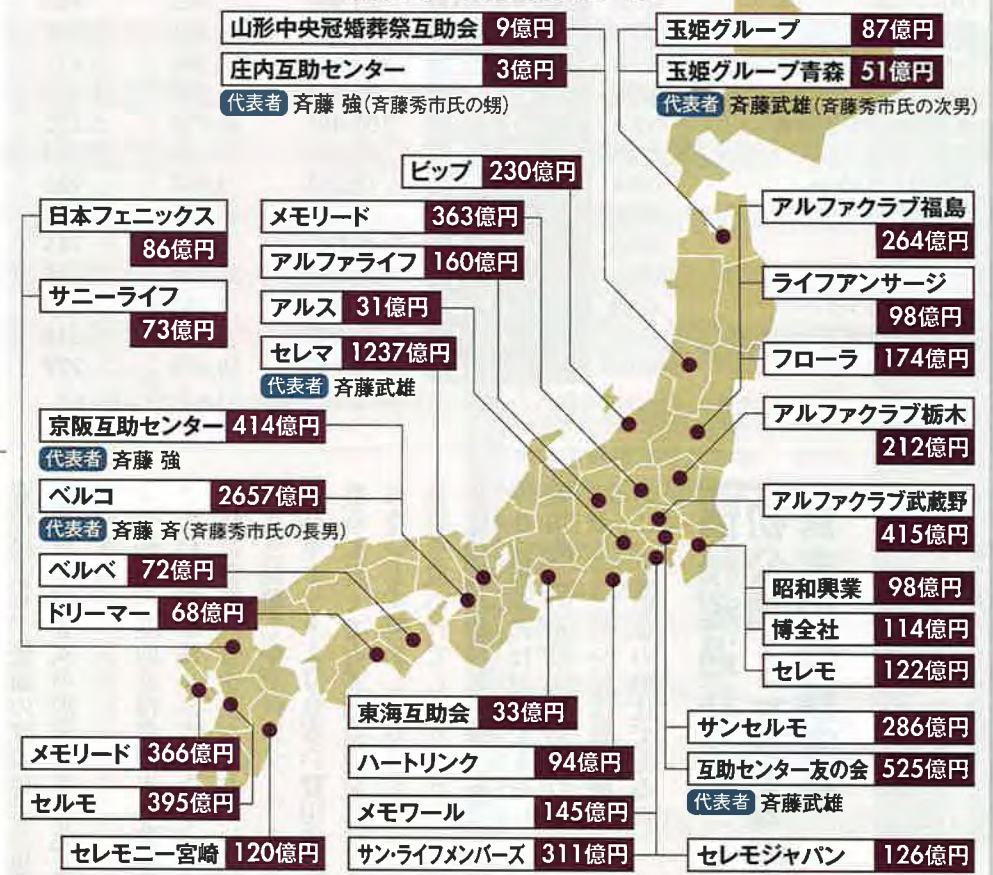 山形中央冠婚葬祭互助会 9億円
庄内互助センター 3億円
代表者 斉藤 強(斉藤秀市氏の甥)
玉姫グループ 87億円
玉姫グループ青森 51億円
代表者 斉藤武雄(斉藤秀市氏の次男)
ビップ 230億円
日本フェニックス
86億円
サニーライフ
73億円
メモリード 363億円
アルファライフ 160億円
アルス 31億円
セレマ 1237億円
代表者 斉藤武雄
京阪互助センター 414億円
代表者 斉藤 強
ベルコ 2657億円
代表者 斉藤 斉(斉藤秀市氏の長男)
ベルベ 72億円
ドリーマー 68億円
アルファクラブ福島
264億円
ライフアンサージ
98億円
フローラ 174億円
アルファクラブ栃木
212億円
アルファクラブ武蔵野
415億円
昭和興業 98億円
博全社 114億円
セレモ 122億円
メモリード 366億円
セルモ 395億円
セレモニー宮崎 120億円
東海互助会 33億円
ハートリンク 94億円
メモワール 145億円
サン・ライフメンバーズ 311億円
サンセルモ 286億円
互助センター友の会 525億円
代表者 斉藤武雄
セレモジャパン 126億円